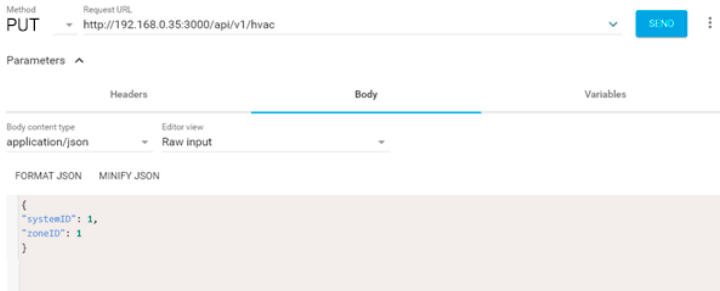 Method Request URL
PUT http://192.168.0.35:3000/api/v1/hvac SEND
Parameters
Headers Body Variables
Body content type Editor view
application/json Raw input
FORMAT JSON MINIFY JSON
{
"systemID": 1,
"zoneID": 1
}